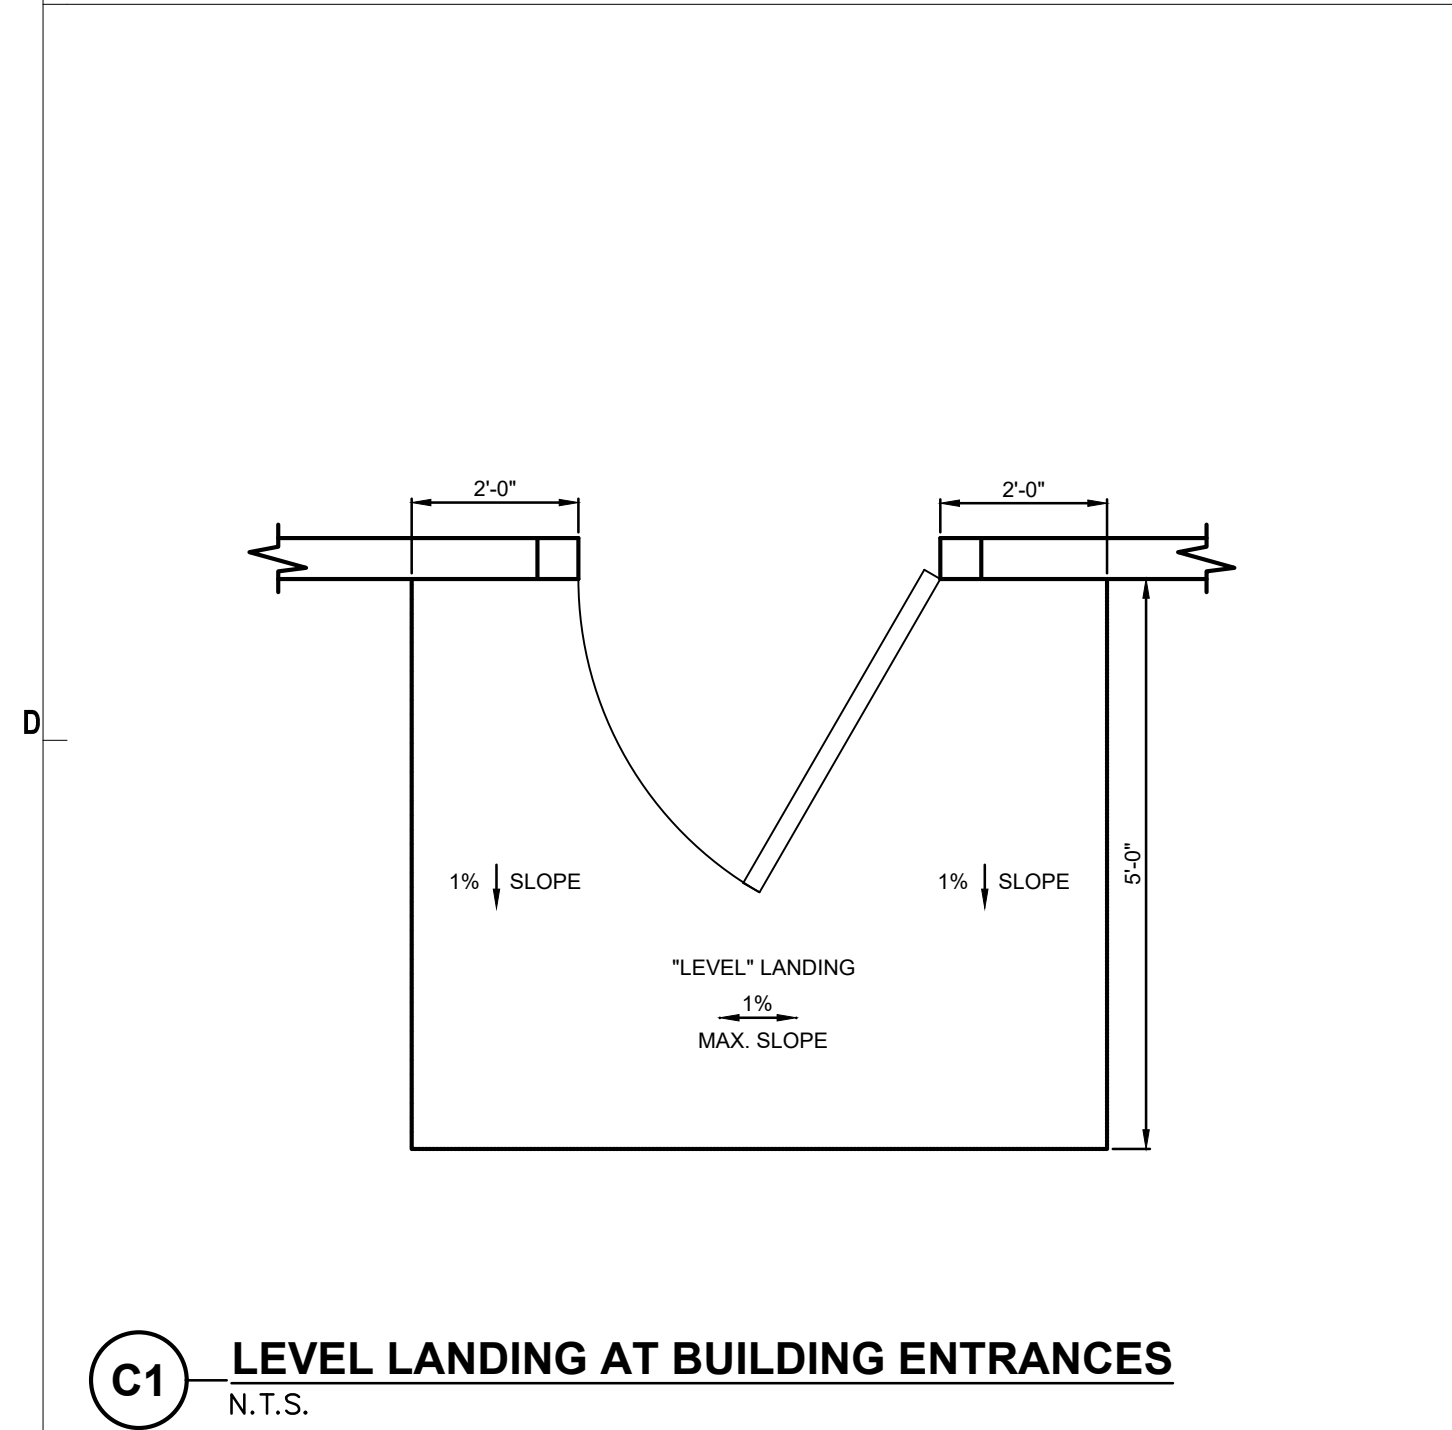 2'-0" 2'-0"
D
5'-0"
1% SLOPE 1% SLOPE
"LEVEL" LANDING
1%
MAX. SLOPE
C1 LEVEL LANDING AT BUILDING ENTRANCES
N.T.S.